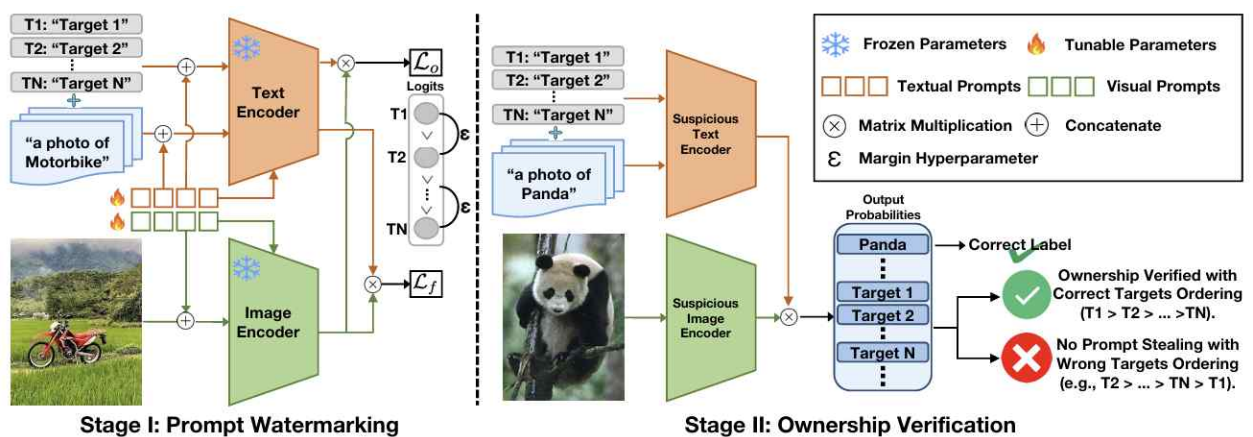 T1: “Target 1”
T2: “Target 2”
TN: “Target N”
+
“a photo of
Motorbike”
Text
Encoder
Image
Encoder
ℒo
Logits
T1
ε
T2
ε
TN
ℒf
Stage I: Prompt Watermarking
T1: “Target 1”
T2: “Target 2”
TN: “Target N”
+
“a photo of
Panda”
Suspicious
Text
Encoder
Suspicious
Image
Encoder
Output
Probabilities
Panda
Target 1
Target 2
Target N
Correct Label
Ownership Verified with
Correct Targets Ordering
(T1 > T2 > ... >TN).
No Prompt Stealing with
Wrong Targets Ordering
(e.g., T2 > ... > TN > T1).
Stage II: Ownership Verification
Frozen Parameters
Tunable Parameters
Textual Prompts
Visual Prompts
Matrix Multiplication
Concatenate
ε Margin Hyperparameter